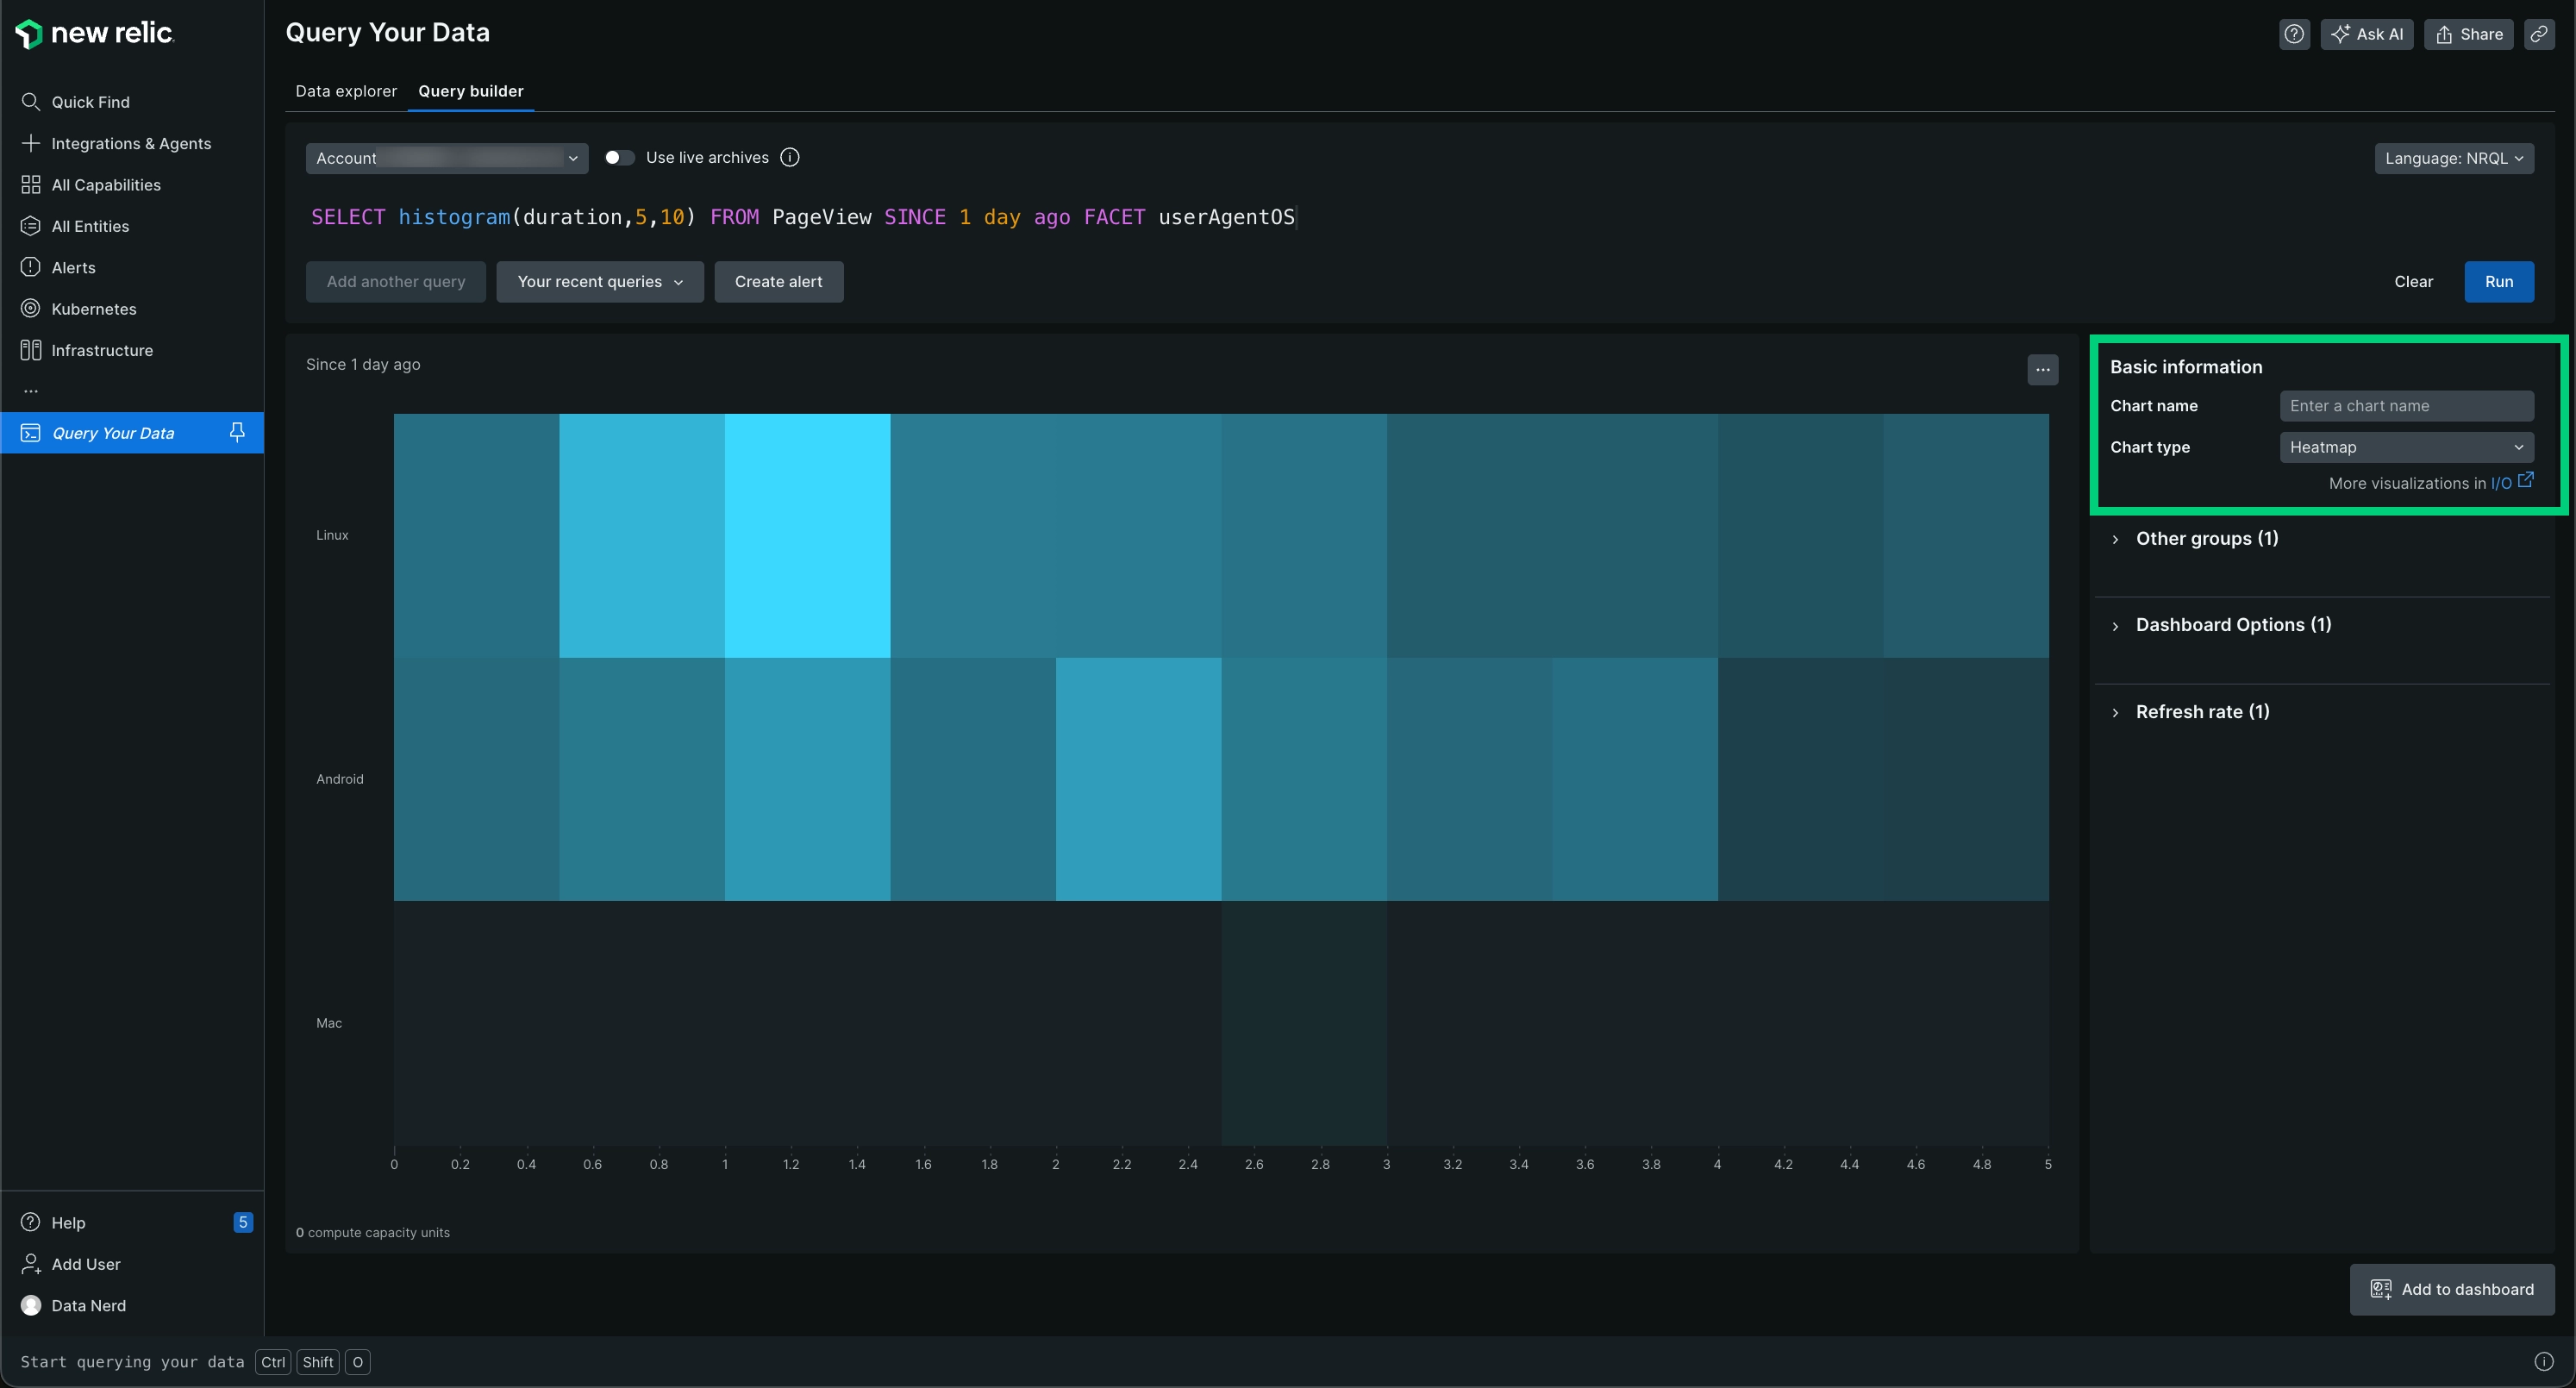 new relic
Query Your Data
Ask AI
Share
Quick Find
Integrations & Agents
All Capabilities
All Entities
Alerts
Kubernetes
Infrastructure
...
Query Your Data
Data explorer
Query builder
Account
Use live archives
Language: NRQL
SELECT histogram(duration,5,10) FROM PageView SINCE 1 day ago FACET userAgentOS
Add another query
Your recent queries
Create alert
Clear
Run
Since 1 day ago
...
Linux
Android
Mac
0 0.2 0.4 0.6 0.8 1 1.2 1.4 1.6 1.8 2 2.2 2.4 2.6 2.8 3 3.2 3.4 3.6 3.8 4 4.2 4.4 4.6 4.8 5
0 compute capacity units
Basic information
Chart name
Enter a chart name
Chart type
Heatmap
More visualizations in I/O
Other groups (1)
Dashboard Options (1)
Refresh rate (1)
Add to dashboard
Help 5
Add User
Data Nerd
Start querying your data Ctrl Shift O